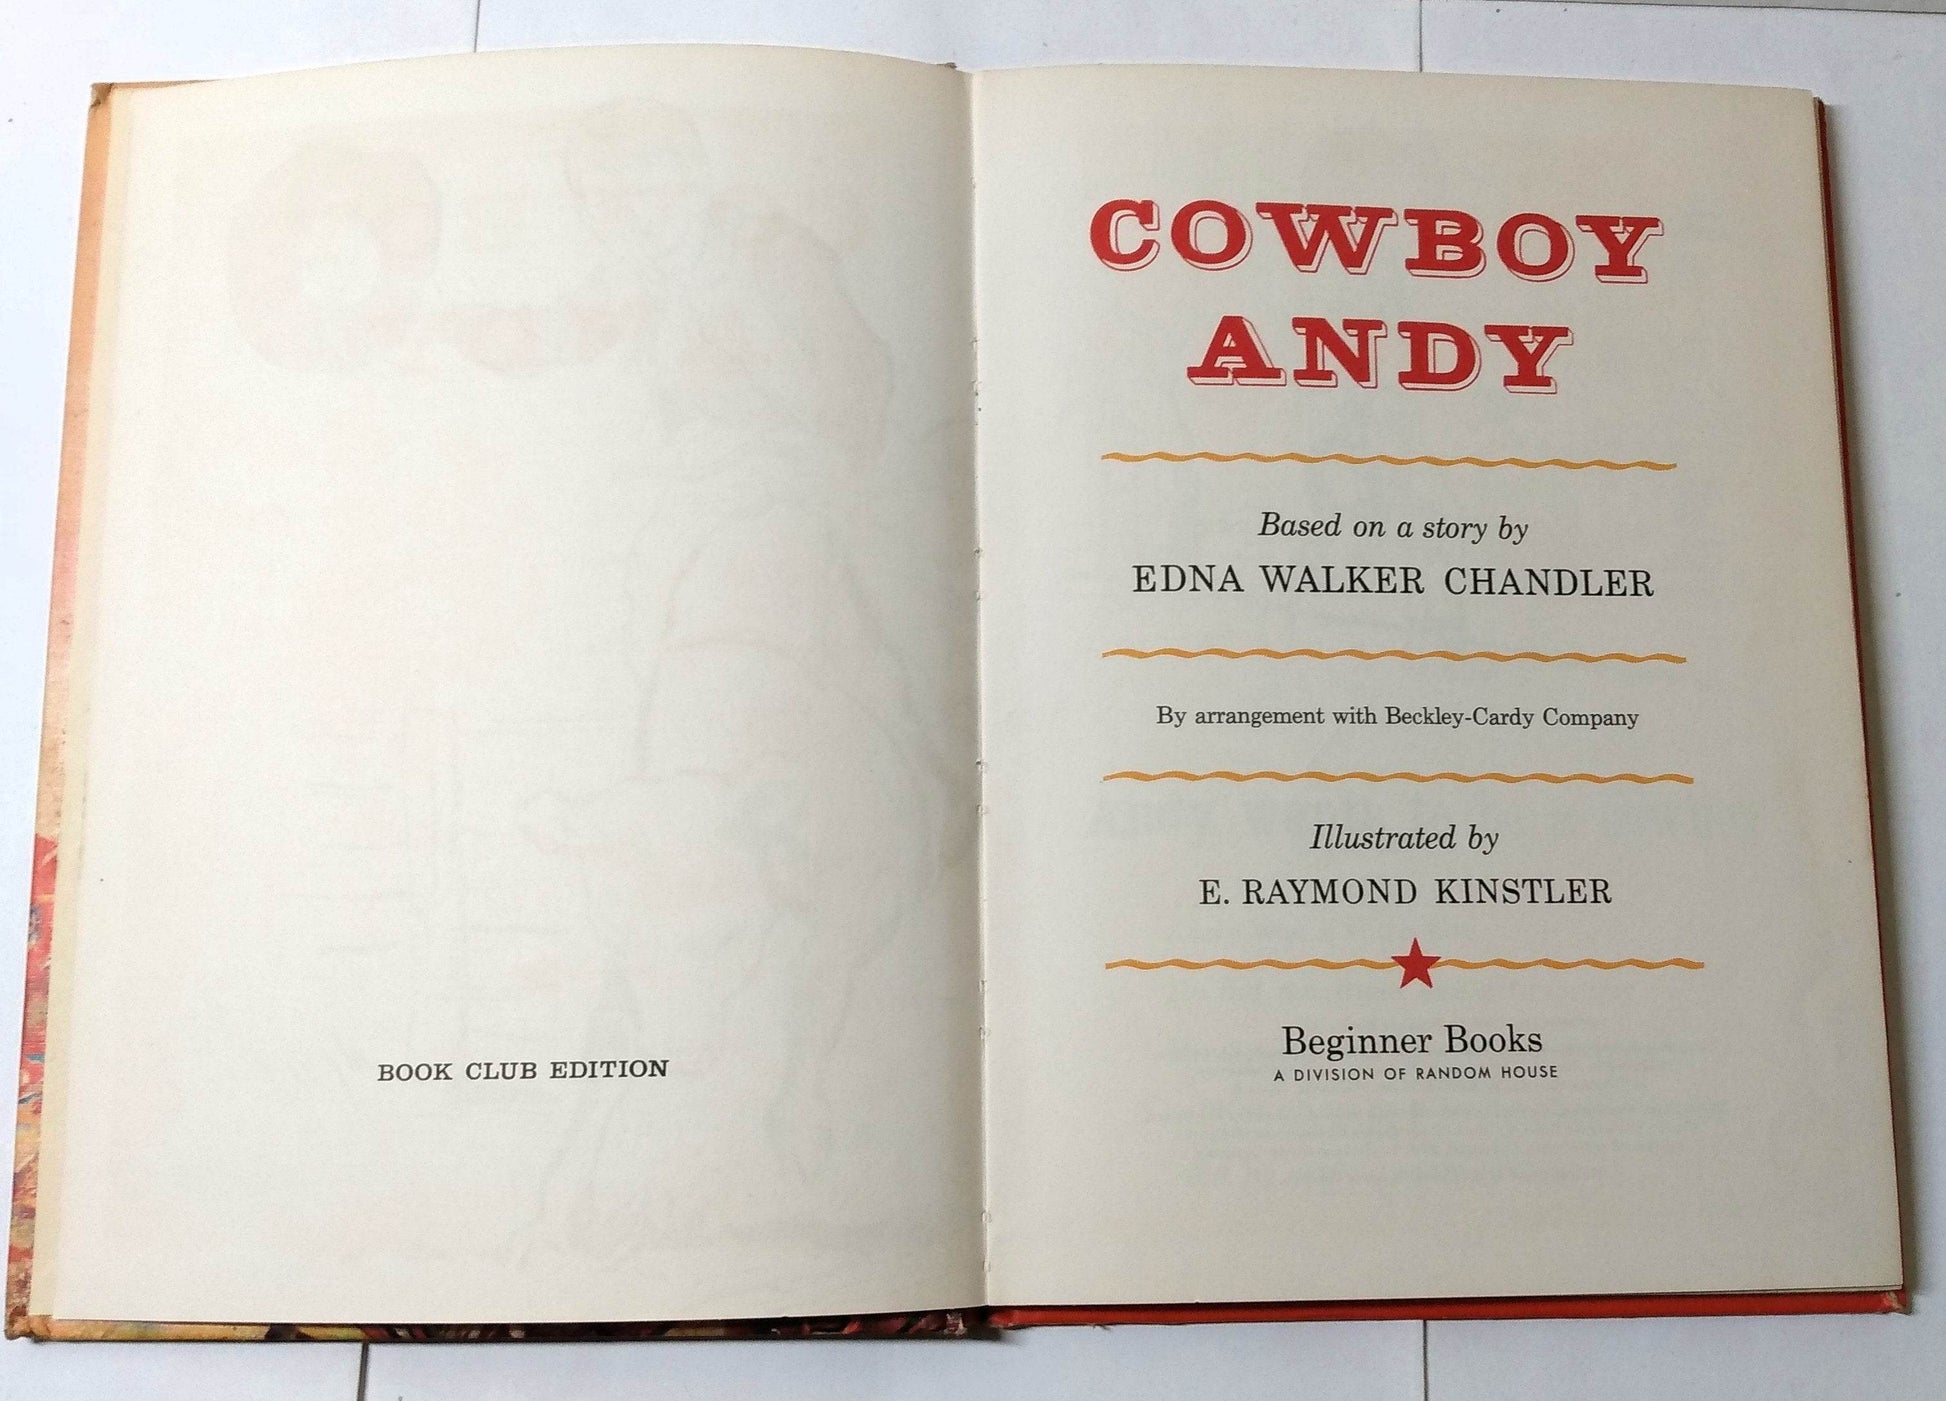 BOOK CLUB EDITION
COWBOY
ANDY
Based on a story by
EDNA WALKER CHANDLER
By arrangement with Beckley-Cardy Company
Illustrated by
E. RAYMOND KINSTLER
Beginner Books
A DIVISION OF RANDOM HOUSE